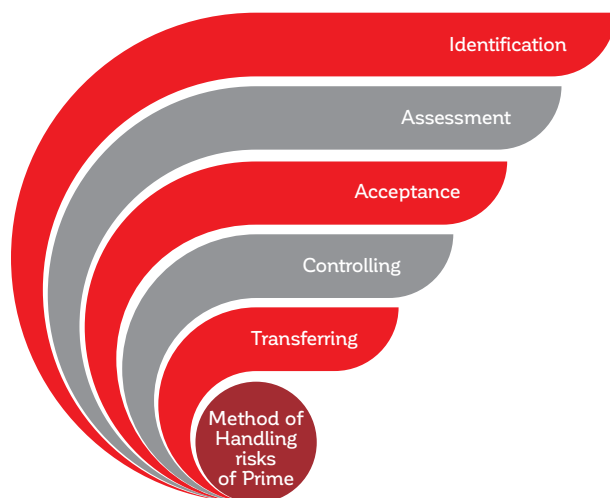 Identification
Assessment
Acceptance
Controlling
Transferring
Method of
Handling
risks
of Prime